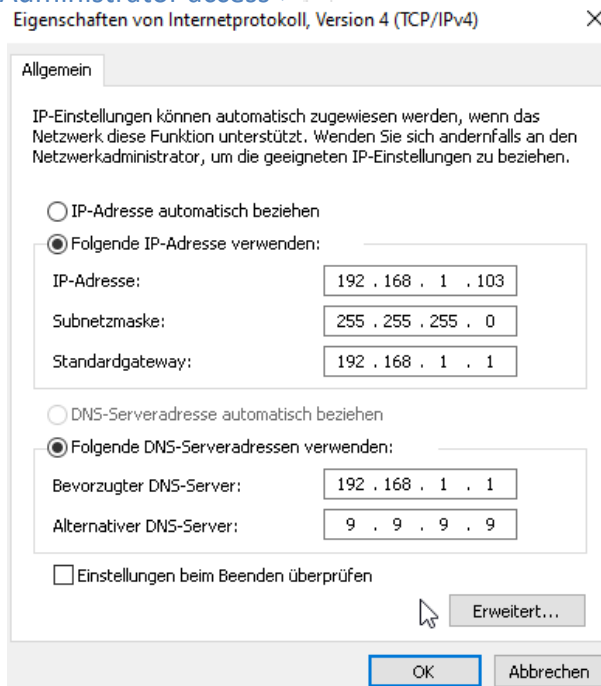 Administrator access
Eigenschaften von Internetprotokoll, Version 4 (TCP/IPv4)
Allgemein
IP-Einstellungen können automatisch zugewiesen werden, wenn das
Netzwerk diese Funktion unterstützt. Wenden Sie sich andernfalls an den
Netzwerkadministrator, um die geeigneten IP-Einstellungen zu beziehen.
IP-Adresse automatisch beziehen
Folgende IP-Adresse verwenden:
IP-Adresse: 192 . 168 . 1 . 103
Subnetzmaske: 255 . 255 . 255 . 0
Standardgateway: 192 . 168 . 1 . 1
DNS-Serveradresse automatisch beziehen
Folgende DNS-Serveradressen verwenden:
Bevorzugter DNS-Server: 192 . 168 . 1 . 1
Alternativer DNS-Server: 9 . 9 . 9 . 9
Einstellungen beim Beenden überprüfen
Erweitert...
OK Abbrechen